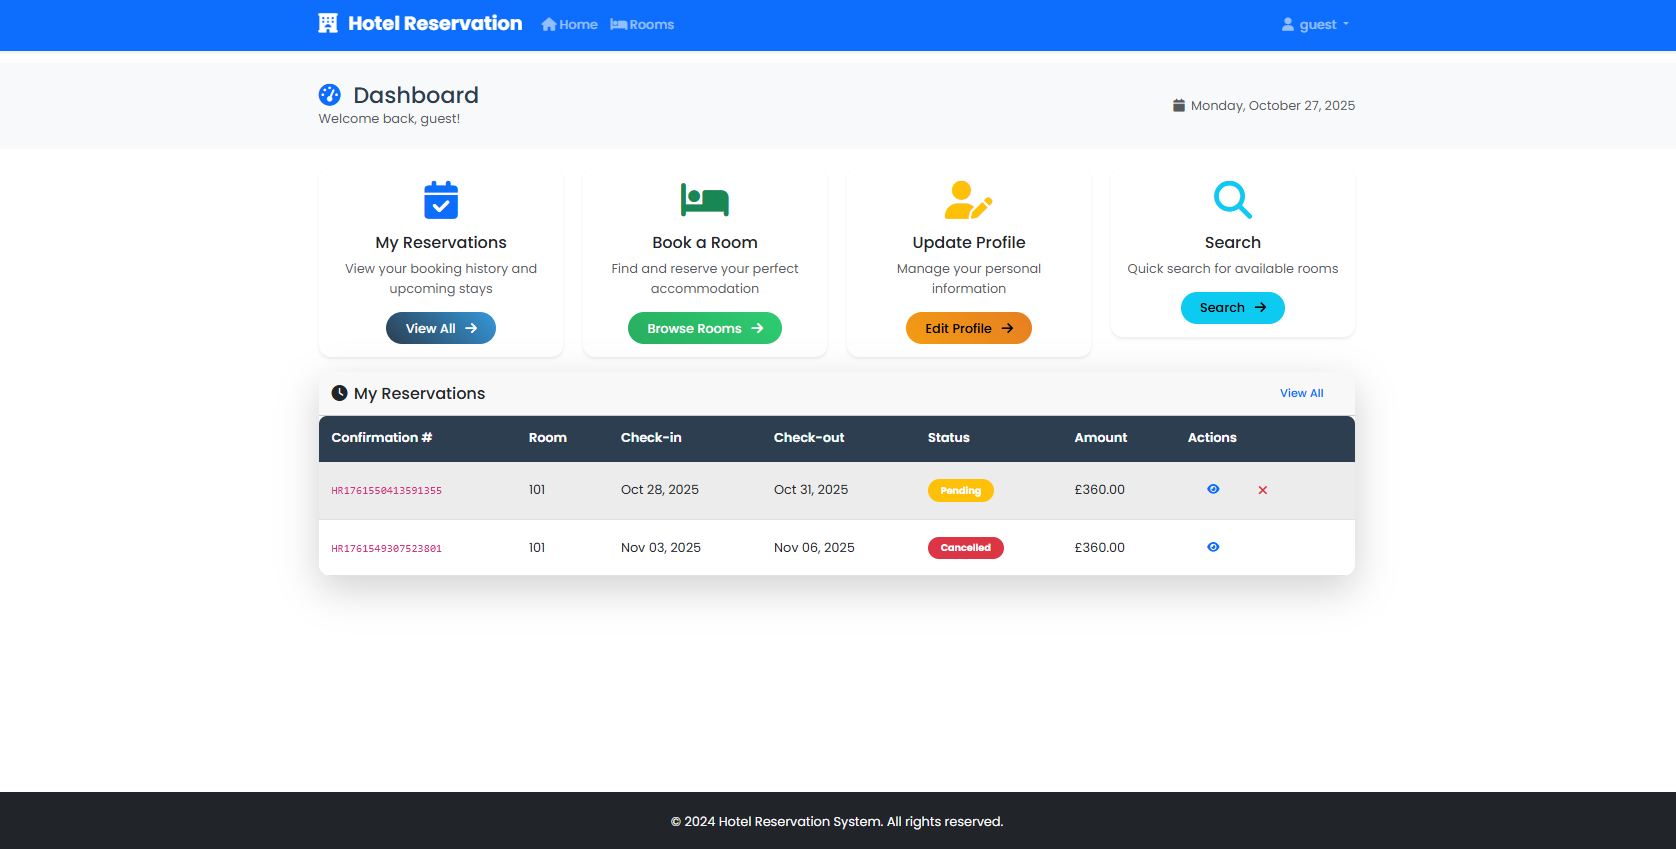 Hotel Reservation Home Rooms guest
Dashboard
Welcome back, guest!
Monday, October 27, 2025
My Reservations
View your booking history and
upcoming stays
View All
Book a Room
Find and reserve your perfect
accommodation
Browse Rooms
Update Profile
Manage your personal
information
Edit Profile
Search
Quick search for available rooms
Search
My Reservations View All
Confirmation # Room Check-in Check-out Status Amount Actions
HR1761550413591355 101 Oct 28, 2025 Oct 31, 2025 Pending £360.00
HR1761549307523801 101 Nov 03, 2025 Nov 06, 2025 Cancelled £360.00
© 2024 Hotel Reservation System. All rights reserved.